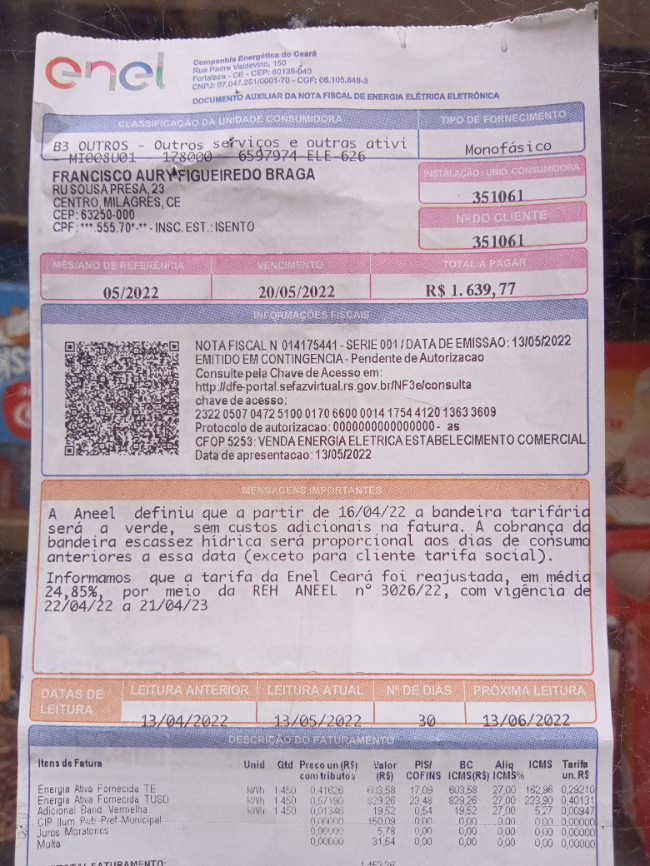 enel
Companhia Energética do Ceará
Rua Padre Valdevino, 150
Fortaleza - CE - CEP: 60135-040
CNPJ: 07.047.251/0001-70 - CGF: 06.105.848-3
DOCUMENTO AUXILIAR DA NOTA FISCAL DE ENERGIA ELÉTRICA ELETRÔNICA
CLASSIFICAÇÃO DA UNIDADE CONSUMIDORA
TIPO DE FORNECIMENTO
B3 OUTROS - Outros serviços e outras ativi
- MI008U01 - 178000 - 6597974-ELE-626
Monofásico
FRANCISCO AURY FIGUEIREDO BRAGA
RU SOUSA PRESA, 23
CENTRO, MILAGRES, CE
CEP: 63250-000
CPF: ***.555.70*-** - INSC. EST.: ISENTO
INSTALAÇÃO / UNID. CONSUMIDORA
351061
Nº DO CLIENTE
351061
MÊS/ANO DE REFERÊNCIA VENCIMENTO TOTAL A PAGAR
05/2022 20/05/2022 R$ 1.639,77
INFORMAÇÕES FISCAIS
NOTA FISCAL N 014175441 - SERIE 001 / DATA DE EMISSAO: 13/05/2022
EMITIDO EM CONTINGENCIA - Pendente de Autorizacao
Consulte pela Chave de Acesso em:
http://dfe-portal.sefazvirtual.rs.gov.br/NF3e/consulta
chave de acesso:
2322 0507 0472 5100 0170 6600 0014 1754 4120 1363 3609
Protocolo de autorizacao: 0000000000000000 - as
CFOP 5253: VENDA ENERGIA ELETRICA ESTABELECIMENTO COMERCIAL
Data de apresentacao: 13/05/2022
MENSAGENS IMPORTANTES
A Aneel definiu que a partir de 16/04/22 a bandeira tarifária
será a verde, sem custos adicionais na fatura. A cobrança da
bandeira escassez hídrica será proporcional aos dias de consumo
anteriores a essa data (exceto para cliente tarifa social).
Informamos que a tarifa da Enel Ceará foi reajustada, em média
24,85%, por meio da REH ANEEL nº 3026/22, com vigência de
22/04/22 a 21/04/23
DATAS DE LEITURA
LEITURA ANTERIOR LEITURA ATUAL Nº DE DIAS PRÓXIMA LEITURA
13/04/2022 13/05/2022 30 13/06/2022
DESCRIÇÃO DO FATURAMENTO
Itens de Fatura Unid Qtd Preco un (R$) com tributos Valor (R$) PIS/ COFINS BC ICMS(R$) Aliq ICMS% ICMS Tarifa un. R$
Energia Ativa Fornecida TE kWh 1 450 0,41626 603,58 17,09 603,58 27,00 162,96 0,29210
Energia Ativa Fornecida TUSD kWh 1 450 0,57190 829,26 23,48 829,26 27,00 223,90 0,40131
Adicional Band. Vermelha kWh 1 450 0,01346 19,52 0,54 19,52 27,00 5,27 0,00947
CIP Ilum Pub Pref Municipal 150,09 0,00 0,00 0,00 0,00 0,00000
Juros Moratorios 0,00000 5,78 0,00 0,00 0,00 0,00 0,00000
Multa 0,00000 31,54 0,00 0,00 0,00 0,00 0,00000